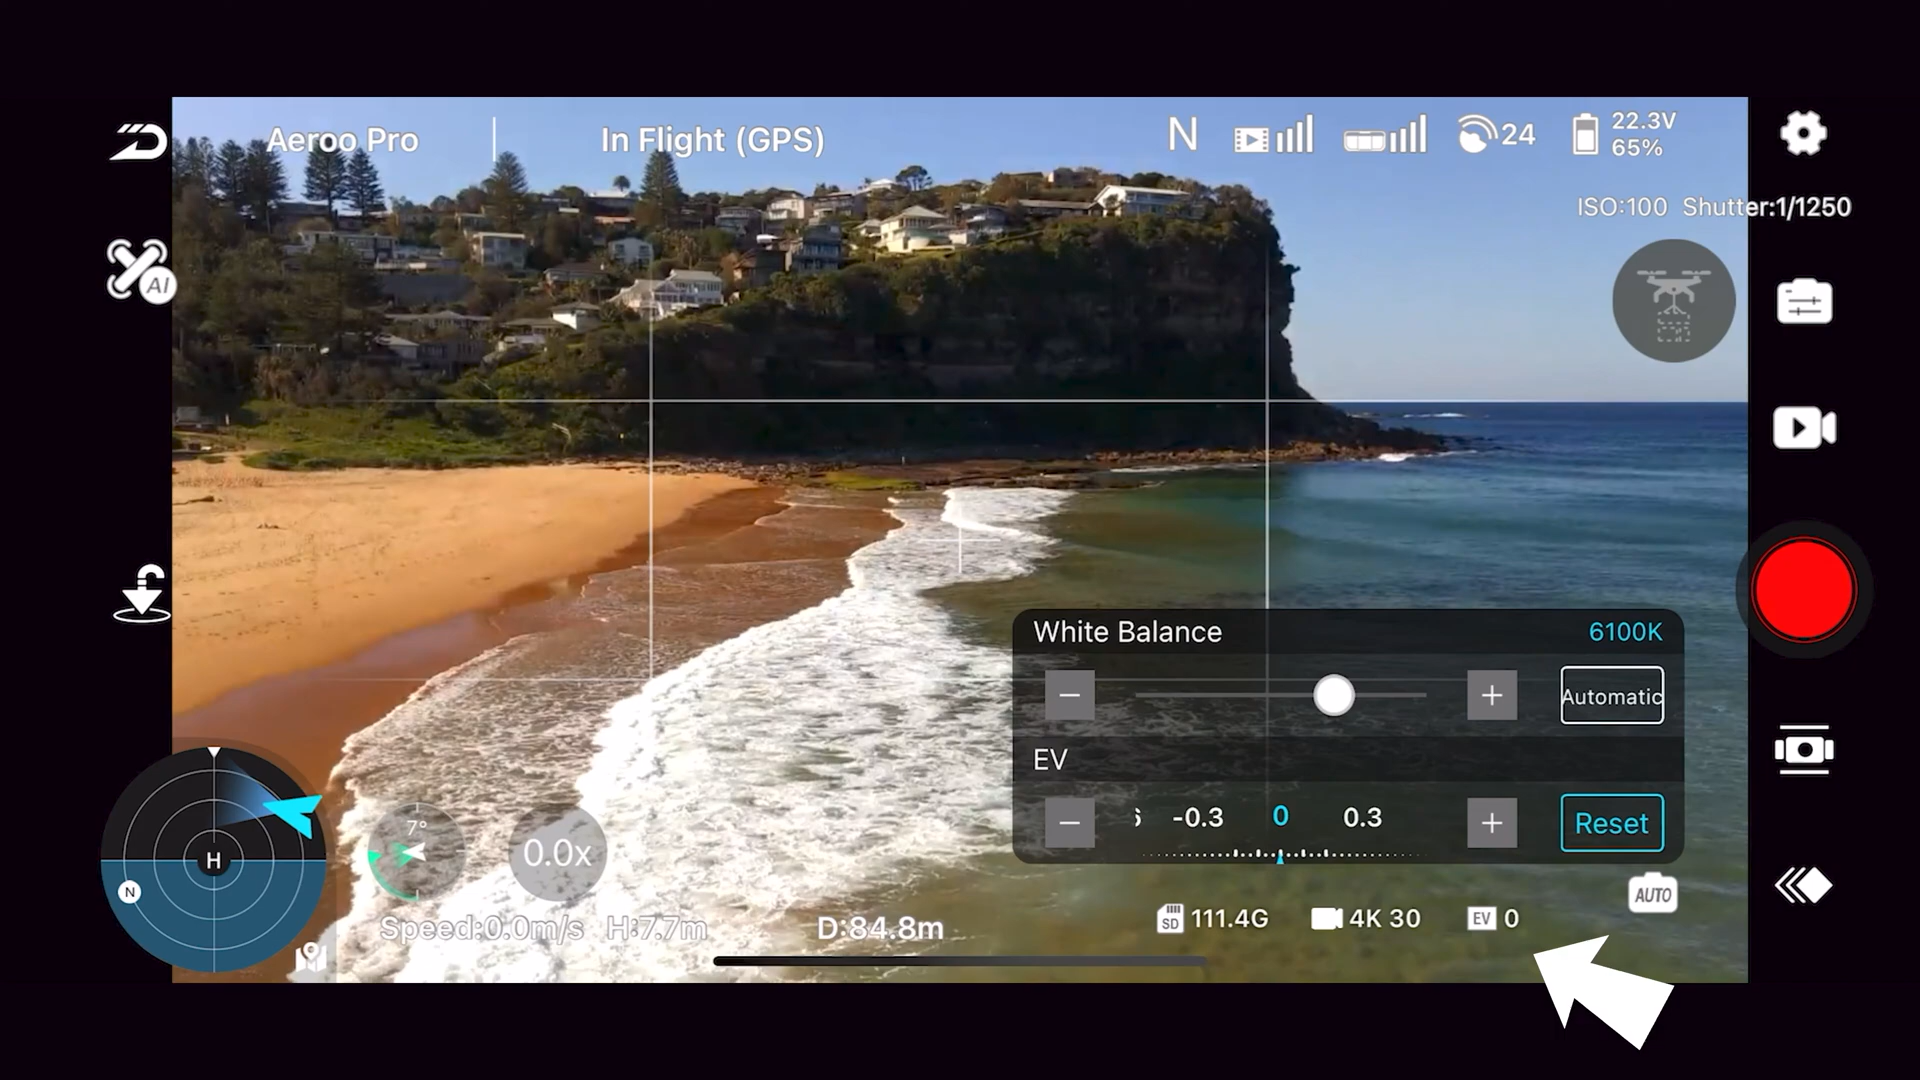 Aeroo Pro
In Flight (GPS)
N
24
22.3V
65%
ISO:100 Shutter:1/1250
AI
White Balance
6100K
Automatic
EV
-0.3 0 0.3
Reset
7°
0.0x
H
N
AUTO
Speed:0.0m/s H:7.7m
D:84.8m
SD 111.4G
4K 30
EV 0